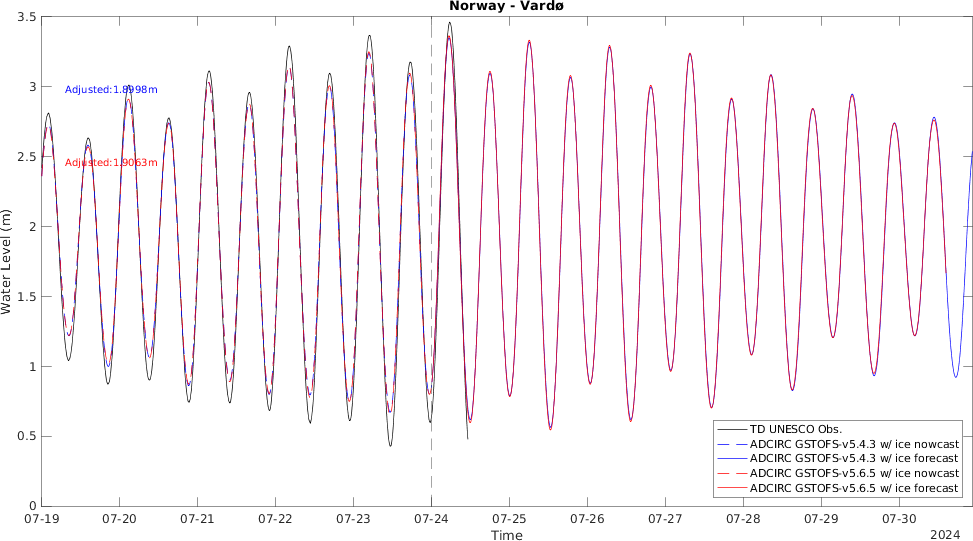 Norway - Vardø
3.5
3
2.5
2
1.5
1
0.5
0
Water Level (m)
Adjusted:1.8998m
Adjusted:1.9063m
TD UNESCO Obs.
ADCIRC GSTOFS-v5.4.3 w/ ice nowcast
ADCIRC GSTOFS-v5.4.3 w/ ice forecast
ADCIRC GSTOFS-v5.6.5 w/ ice nowcast
ADCIRC GSTOFS-v5.6.5 w/ ice forecast
07-19 07-20 07-21 07-22 07-23 07-24 07-25 07-26 07-27 07-28 07-29 07-30
Time
2024